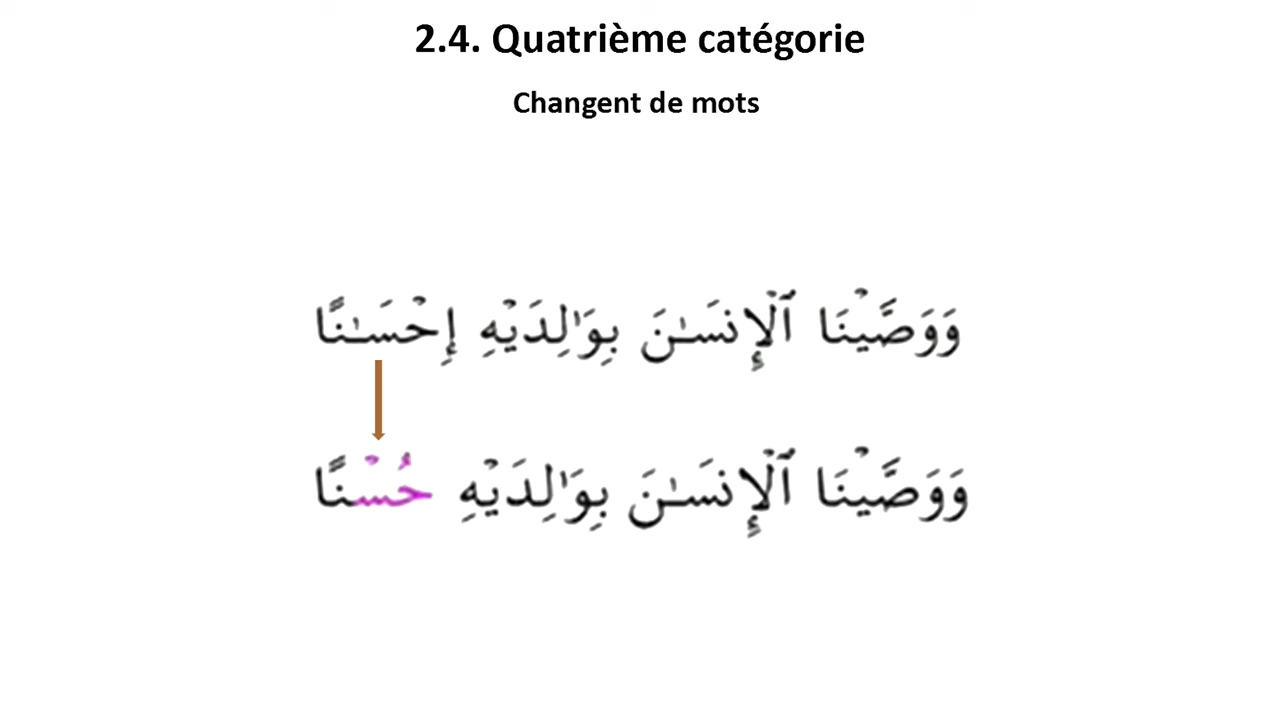 2.4. Quatrième catégorie
Changent de mots
وَوَصَّيْنَا ٱلْإِنسَـٰنَ بِوَٰلِدَيْهِ إِحْسَـٰنًا
وَوَصَّيْنَا ٱلْإِنسَـٰنَ بِوَٰلِدَيْهِ حُسْنًا